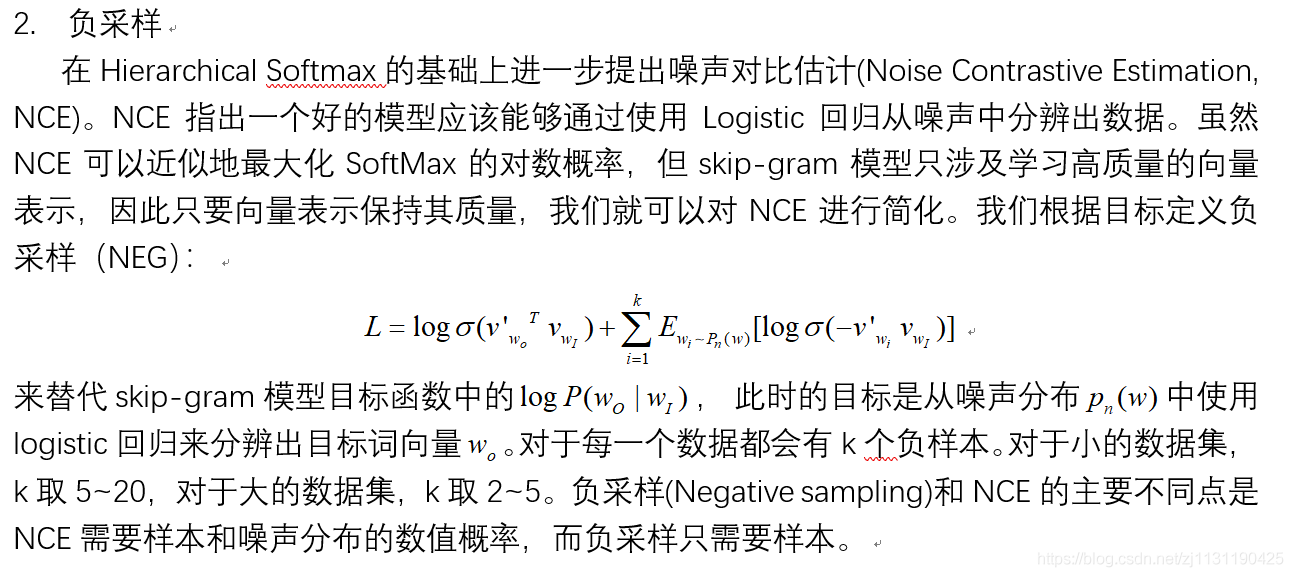 2. 负采样
在 Hierarchical Softmax 的基础上进一步提出噪声对比估计(Noise Contrastive Estimation,
NCE)。NCE 指出一个好的模型应该能够通过使用 Logistic 回归从噪声中分辨出数据。虽然
NCE 可以近似地最大化 SoftMax 的对数概率，但 skip-gram 模型只涉及学习高质量的向量
表示，因此只要向量表示保持其质量，我们就可以对 NCE 进行简化。我们根据目标定义负
采样（NEG）：
L = log σ(v'_{w_o}^T v_{w_I}) + ∑_{i=1}^{k} E_{w_i ~ P_n(w)}[log σ(-v'_{w_i} v_{w_I})]
来替代 skip-gram 模型目标函数中的 log P(w_O | w_I)， 此时的目标是从噪声分布 p_n(w) 中使用
logistic 回归来分辨出目标词向量 w_o。对于每一个数据都会有 k 个负样本。对于小的数据集，
k 取 5~20，对于大的数据集，k 取 2~5。负采样(Negative sampling)和 NCE 的主要不同点是
NCE 需要样本和噪声分布的数值概率，而负采样只需要样本。
https://blog.csdn.net/zj1131190425